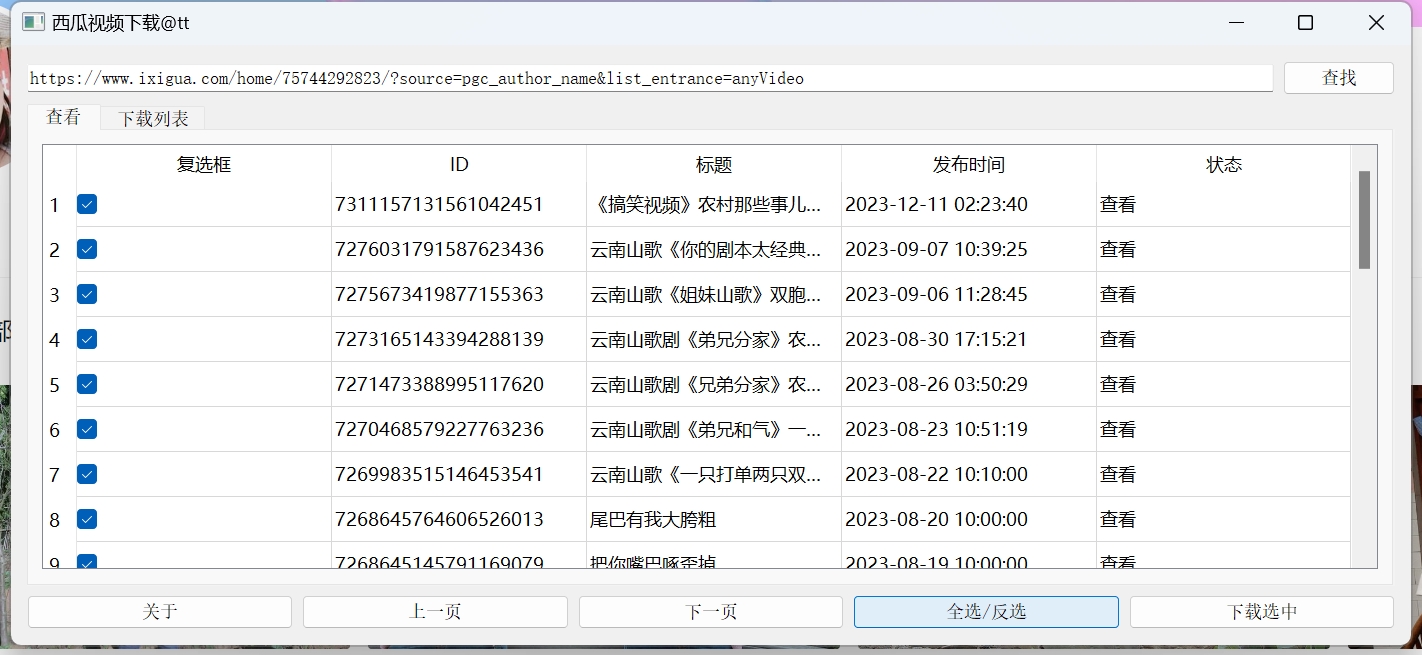 西瓜视频下载@tt
https://www.ixigua.com/home/75744292823/?source=pgc_author_name&list_entrance=anyVideo 查找
查看 下载列表
复选框 ID 标题 发布时间 状态
1 7311157131561042451 《搞笑视频》农村那些事儿... 2023-12-11 02:23:40 查看
2 7276031791587623436 云南山歌《你的剧本太经典... 2023-09-07 10:39:25 查看
3 7275673419877155363 云南山歌《姐妹山歌》双胞... 2023-09-06 11:28:45 查看
4 7273165143394288139 云南山歌剧《弟兄分家》农... 2023-08-30 17:15:21 查看
5 7271473388995117620 云南山歌剧《兄弟分家》农... 2023-08-26 03:50:29 查看
6 7270468579227763236 云南山歌剧《弟兄和气》一... 2023-08-23 10:51:19 查看
7 7269983515146453541 云南山歌《一只打单两只双... 2023-08-22 10:10:00 查看
8 7268645764606526013 尾巴有我大胯粗 2023-08-20 10:00:00 查看
9 7268645145791169079 把你嘴巴啄歪掉 2023-08-19 10:00:00 查看
关于 上一页 下一页 全选/反选 下载选中